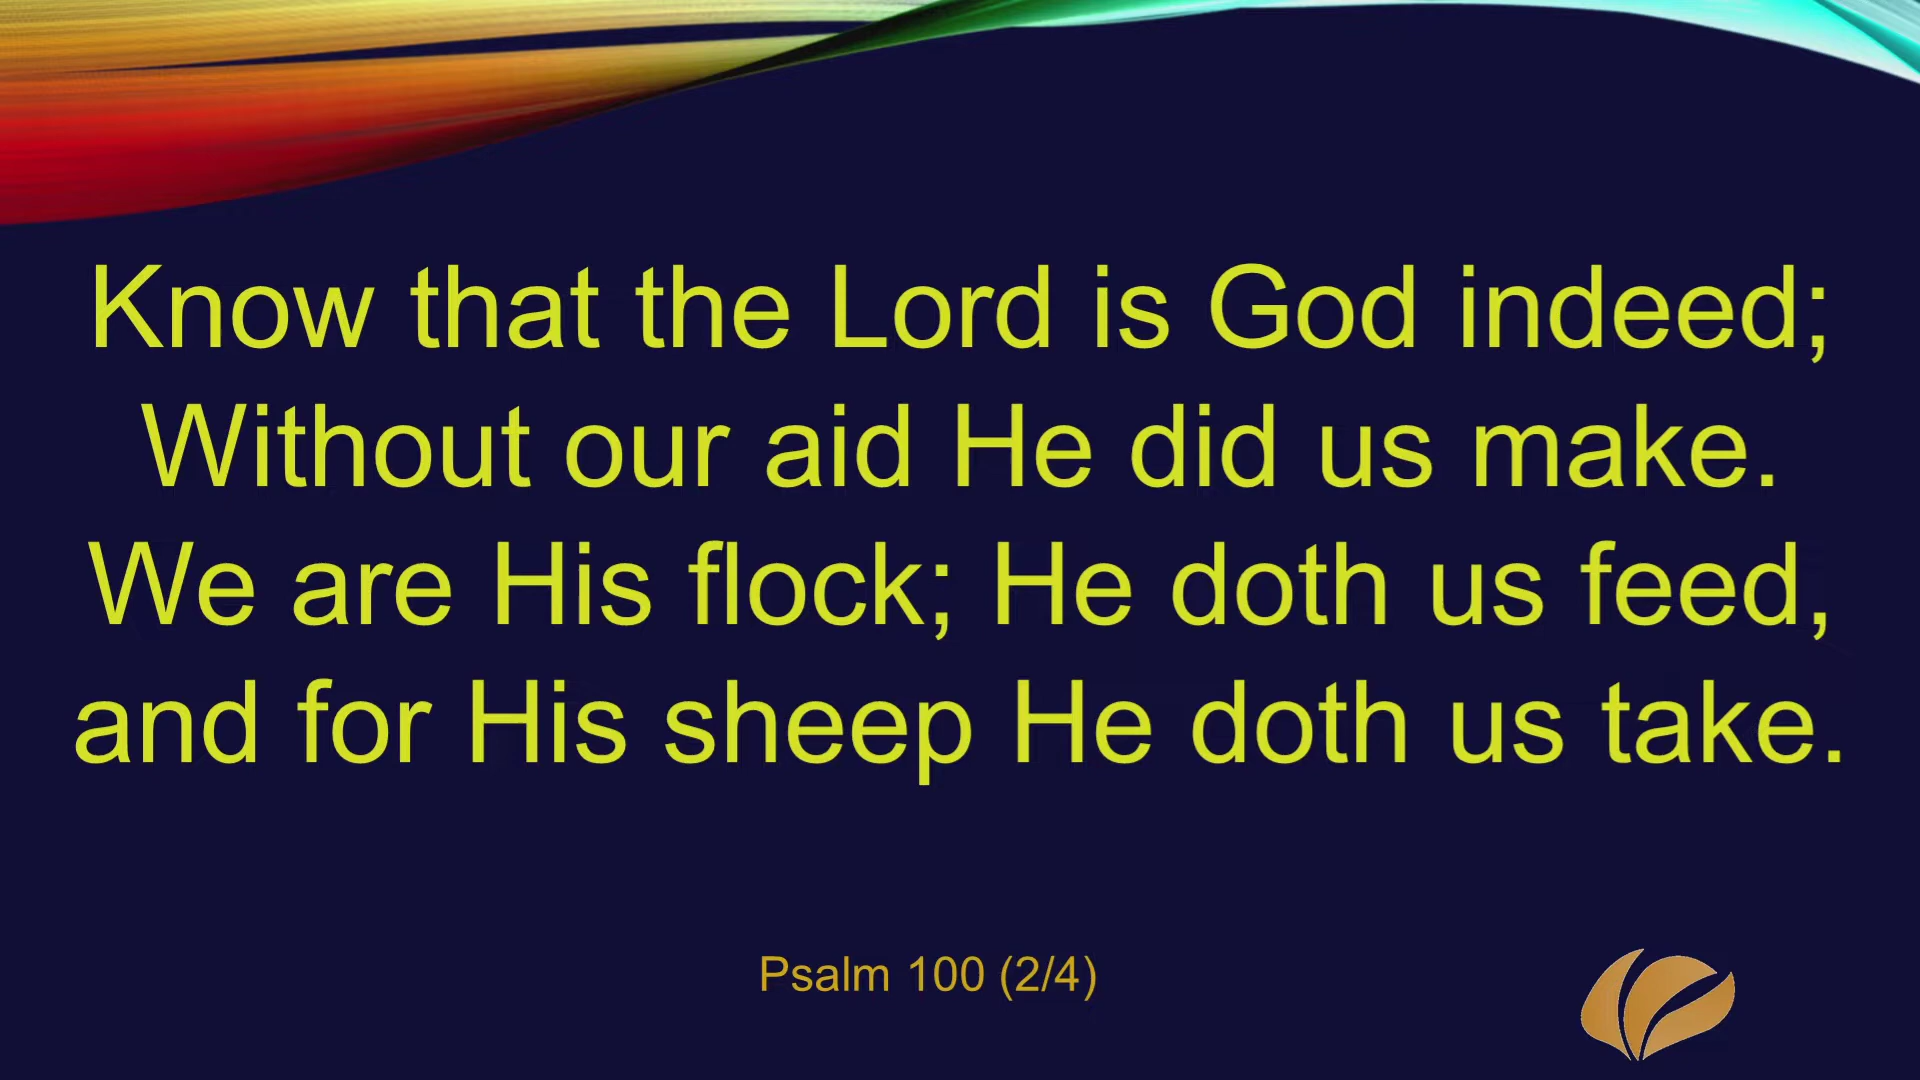 Know that the Lord is God indeed;
Without our aid He did us make.
We are His flock; He doth us feed,
and for His sheep He doth us take.
Psalm 100 (2/4)